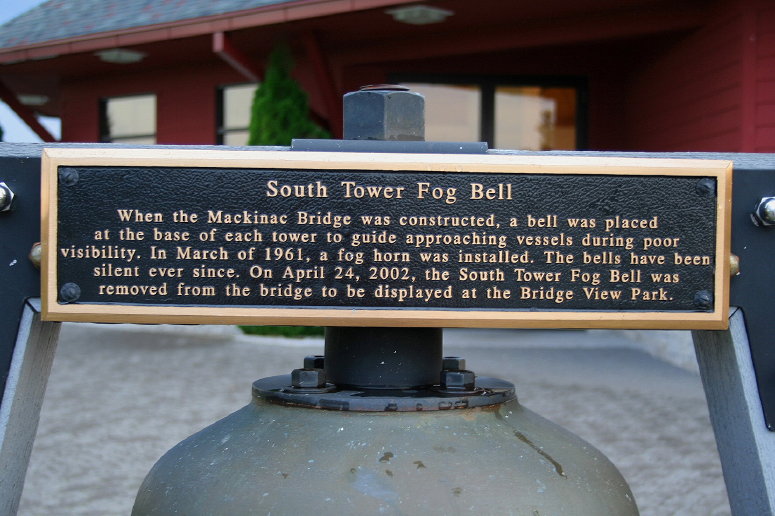 South Tower Fog Bell
When the Mackinac Bridge was constructed, a bell was placed
at the base of each tower to guide approaching vessels during poor
visibility. In March of 1961, a fog horn was installed. The bells have been
silent ever since. On April 24, 2002, the South Tower Fog Bell was
removed from the bridge to be displayed at the Bridge View Park.